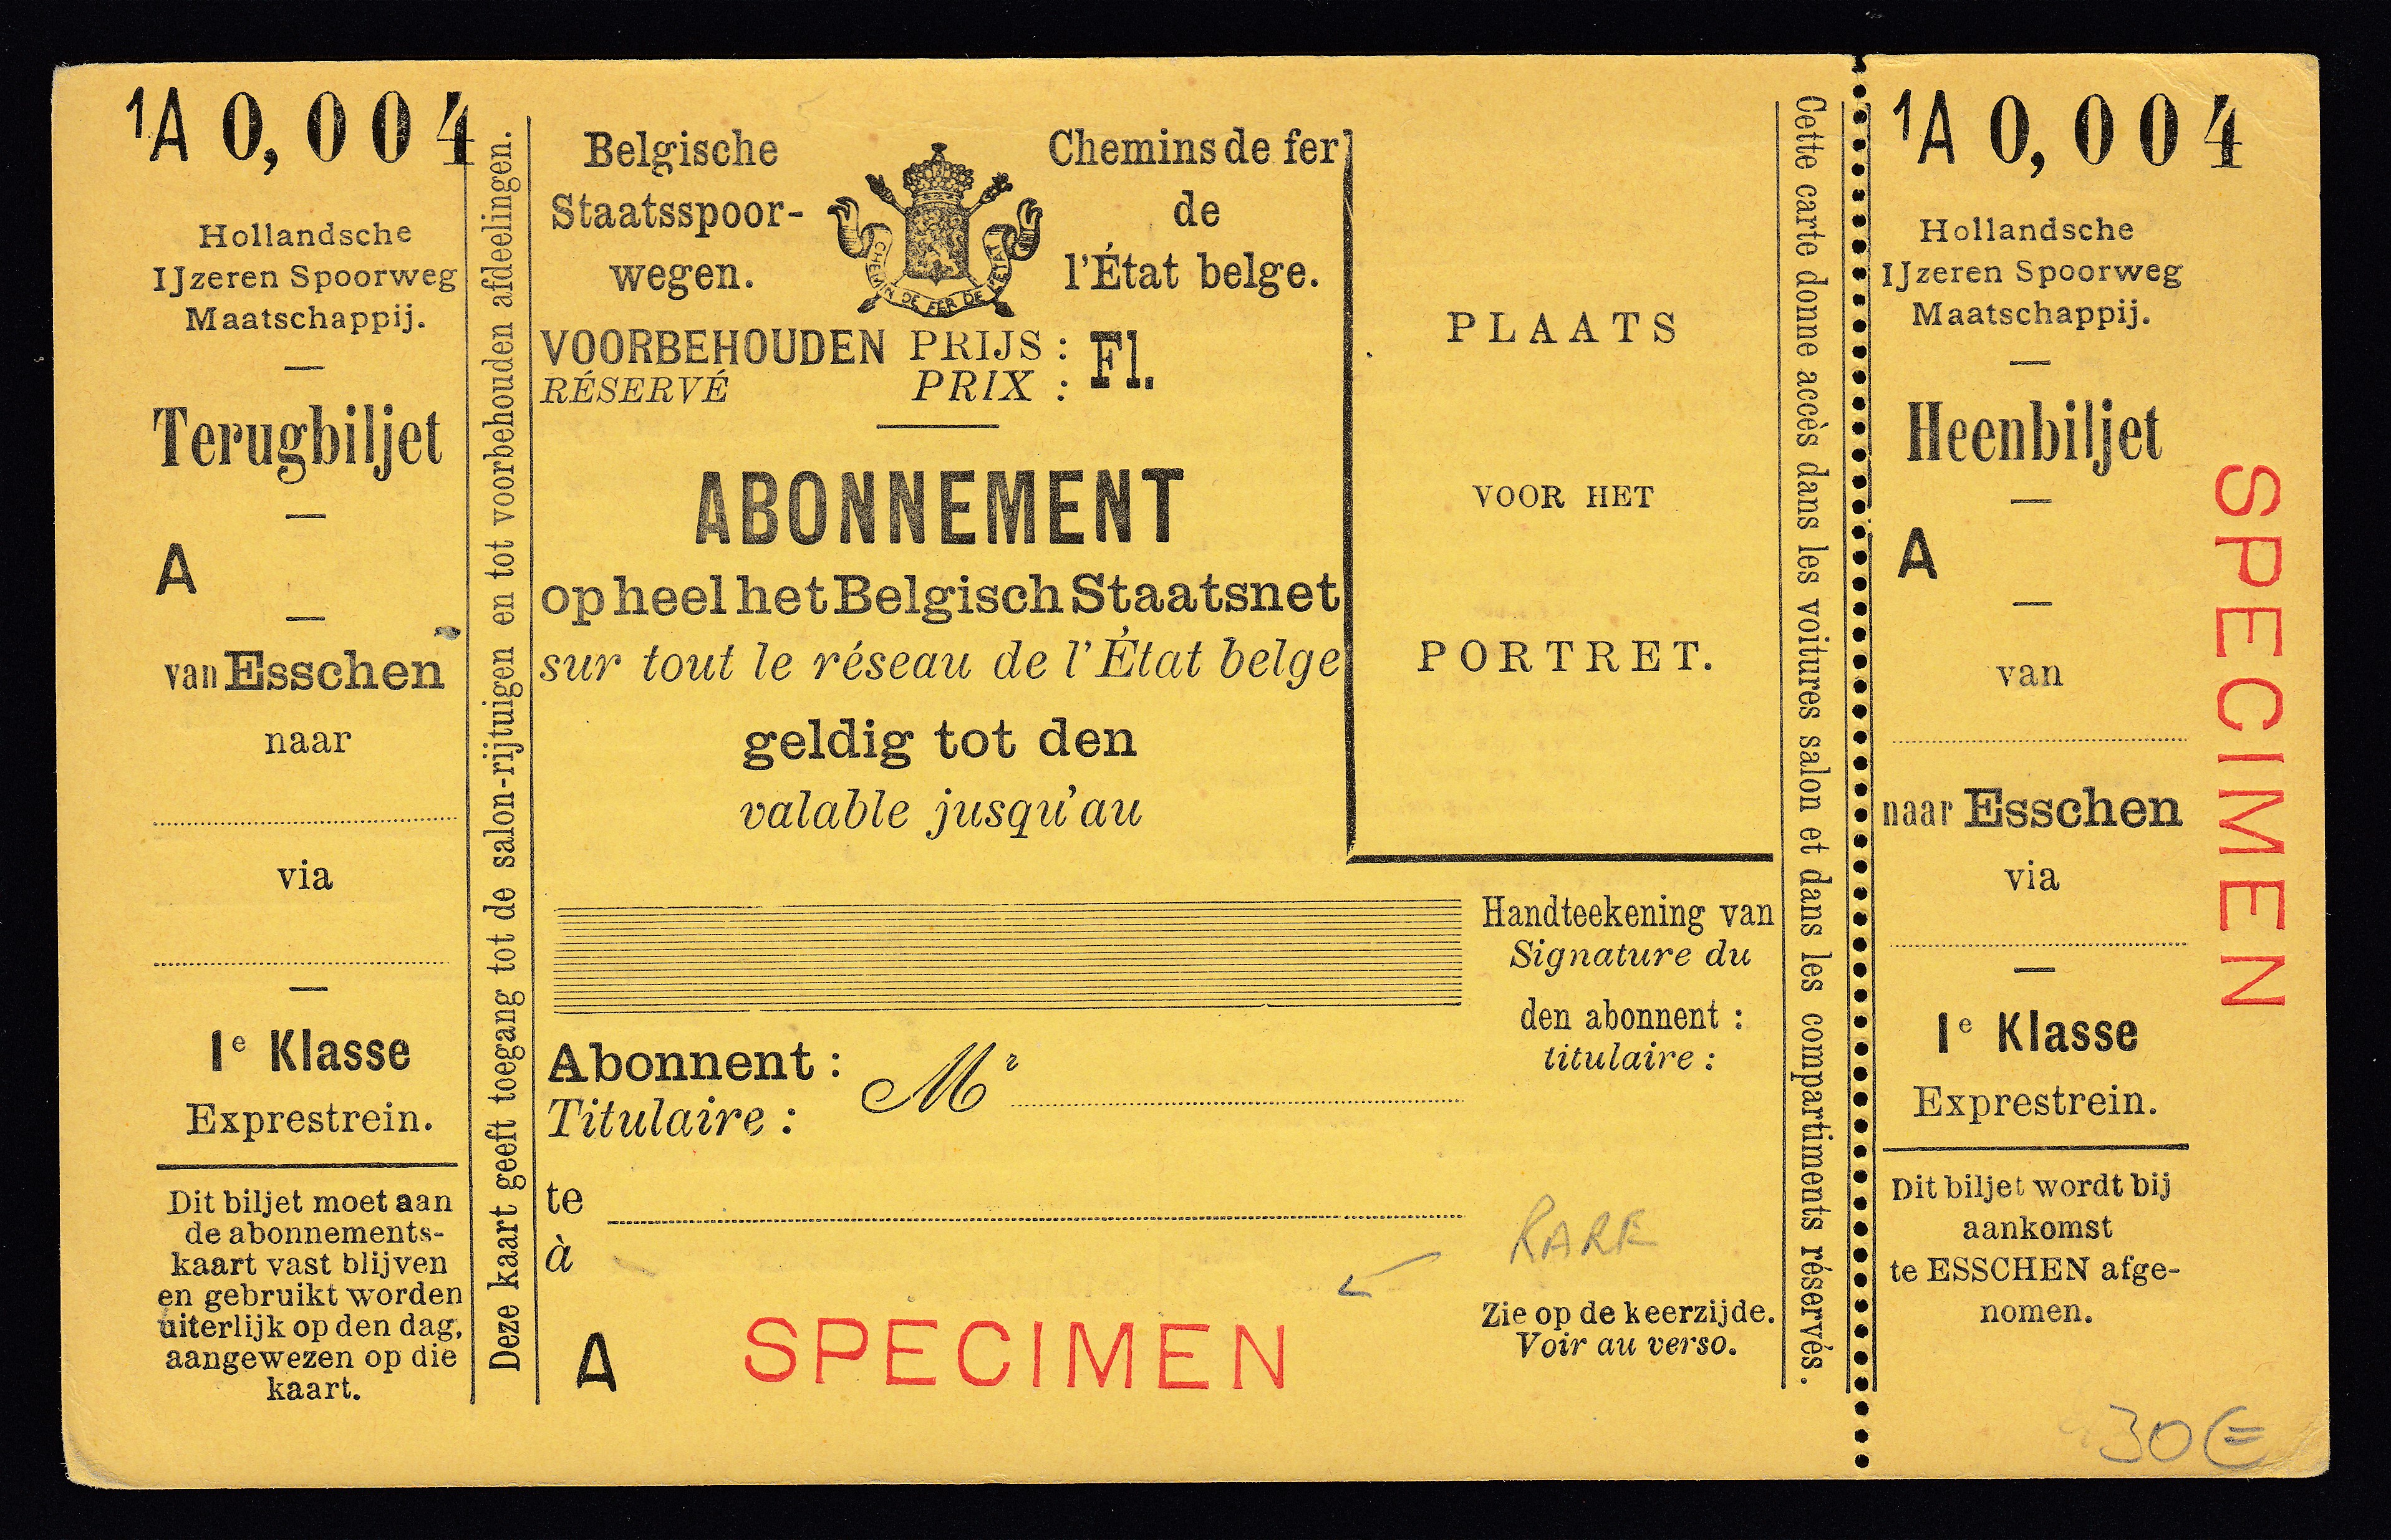 1A 0,004
Hollandsche
IJzeren Spoorweg
Maatschappij.
Terugbiljet
A
van Esschen
naar
via
1e Klasse
Exprestrein.
Dit biljet moet aan
de abonnements-
kaart vast blijven
en gebruikt worden
uiterlijk op den dag,
aangewezen op die
kaart.
Deze kaart geeft toegang tot de salon-rijtuigen en tot voorbehouden afdeelingen.
Belgische
Staatsspoor-
wegen.
CHEMIN DE FER DE L'ETAT
Chemins de fer
de
l'État belge.
VOORBEHOUDEN PRIJS : Fl.
RÉSERVÉ PRIX :
ABONNEMENT
op heel het Belgisch Staatsnet
sur tout le réseau de l'État belge
geldig tot den
valable jusqu'au
PLAATS
VOOR HET
PORTRET.
Handteekening van
Signature du
den abonnent :
titulaire :
Abonnent : Mr
Titulaire :
te
à
RARE
A SPECIMEN
Zie op de keerzijde.
Voir au verso.
Cette carte donne accès dans les voitures salon et dans les compartiments réservés.
1A 0,004
Hollandsche
IJzeren Spoorweg
Maatschappij.
Heenbiljet
A
van
naar Esschen
via
1e Klasse
Exprestrein.
Dit biljet wordt bij
aankomst
te ESSCHEN afge-
nomen.
SPECIMEN
30€